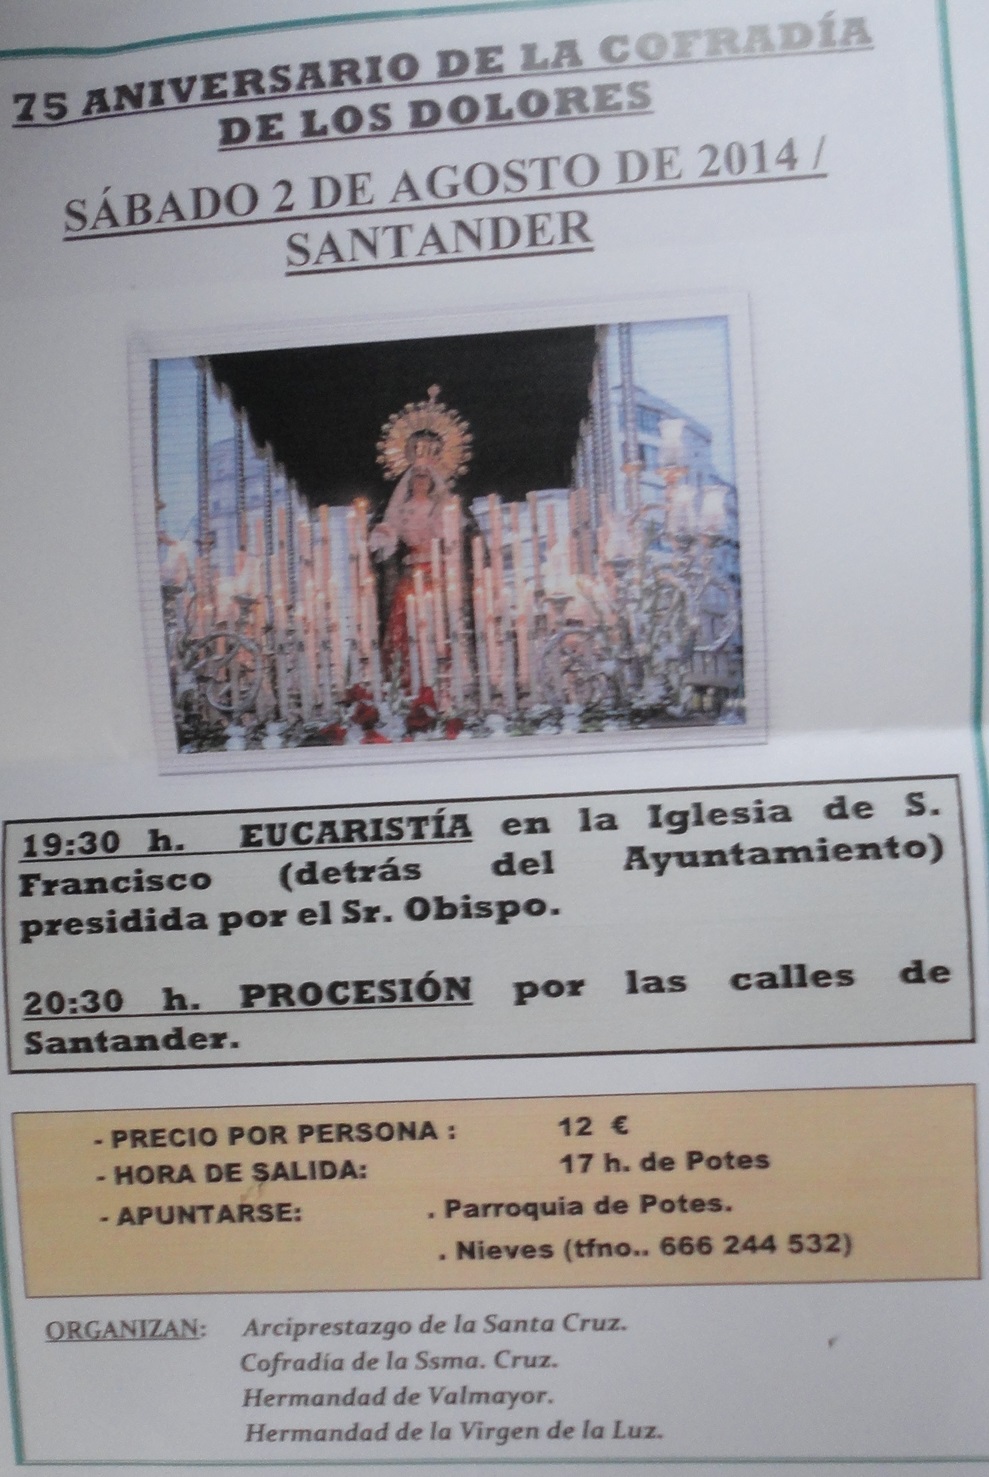 75 ANIVERSARIO DE LA COFRADÍA
DE LOS DOLORES
SÁBADO 2 DE AGOSTO DE 2014 /
SANTANDER
19:30 h. EUCARISTÍA en la Iglesia de S.
Francisco (detrás del Ayuntamiento)
presidida por el Sr. Obispo.
20:30 h. PROCESIÓN por las calles de
Santander.
- PRECIO POR PERSONA : 12 €
- HORA DE SALIDA: 17 h. de Potes
- APUNTARSE: . Parroquia de Potes.
. Nieves (tfno.. 666 244 532)
ORGANIZAN: Arciprestazgo de la Santa Cruz.
Cofradía de la Ssma. Cruz.
Hermandad de Valmayor.
Hermandad de la Virgen de la Luz.